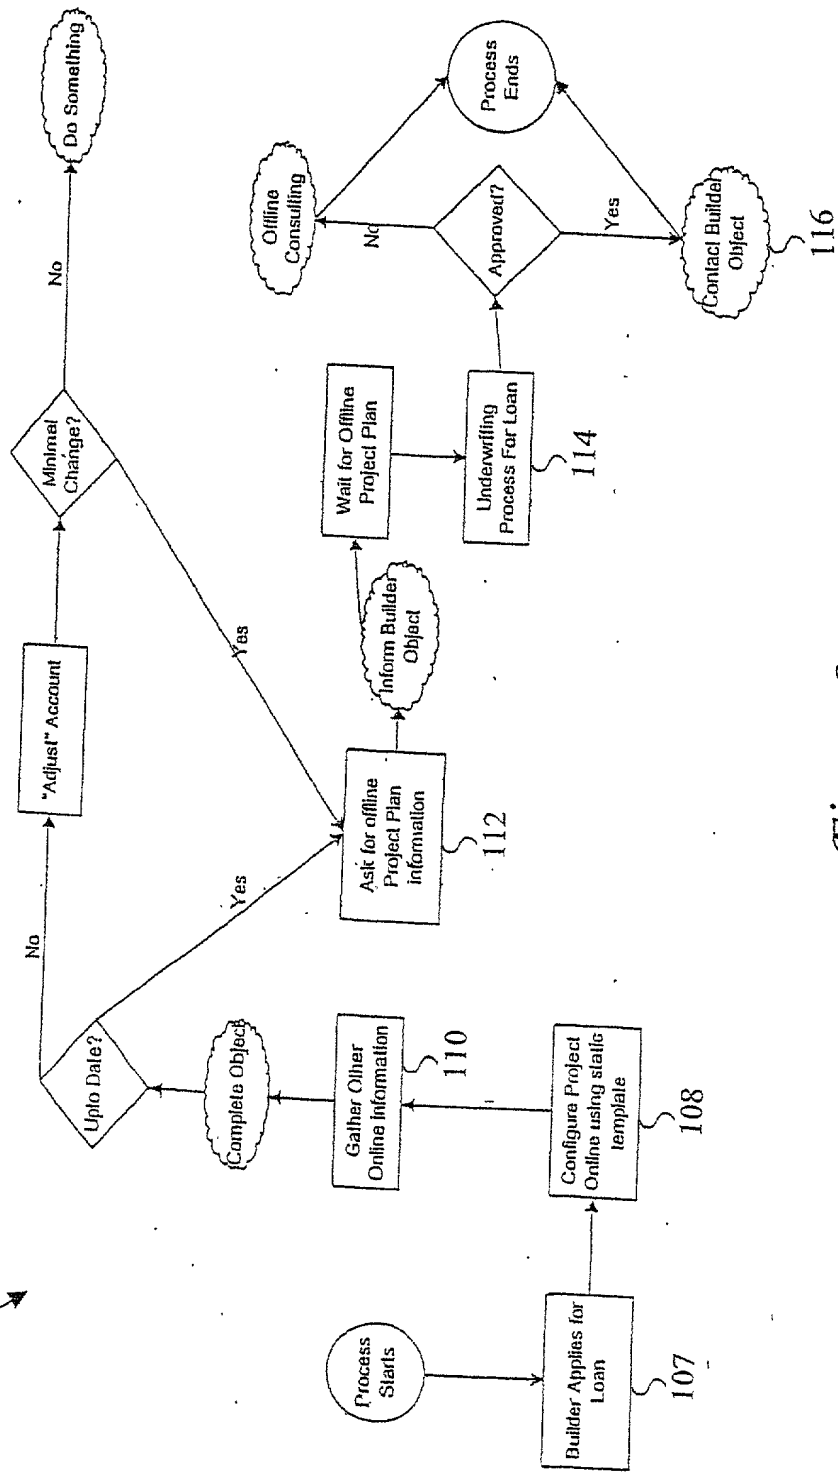 Process
Starts
Builder Applies for
Loan
107
Configure Project
Online using static
template
108
Gather Other
Online Information
110
Complete Object
Upto Date?
No
Yes
"Adjust" Account
Minimal
Change?
No
Yes
Do Something
Ask for offline
Project Plan
information
112
Inform Builder
Object
Wait for Offline
Project Plan
Underwriting
Process For Loan
114
Approved?
No
Yes
Offline
Consulting
Contact Builder
Object
116
Process
Ends